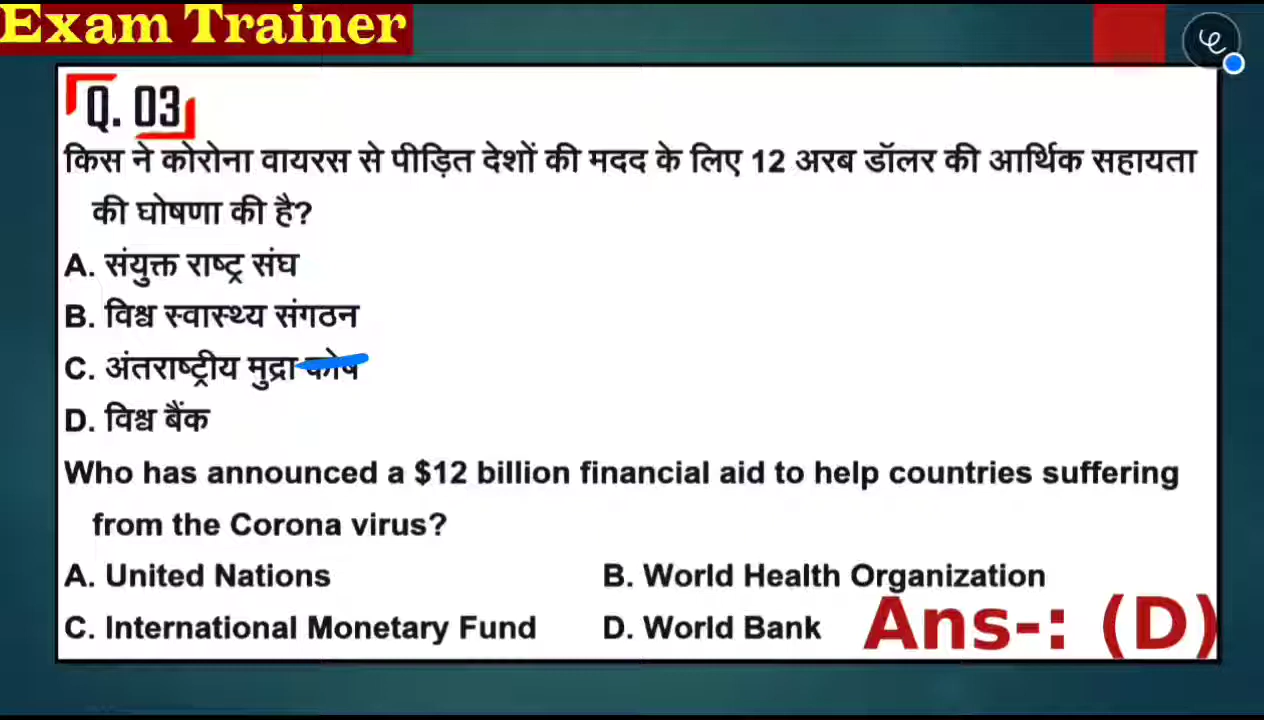 Exam Trainer
Q. 03
किस ने कोरोना वायरस से पीड़ित देशों की मदद के लिए 12 अरब डॉलर की आर्थिक सहायता
की घोषणा की है?
A. संयुक्त राष्ट्र संघ
B. विश्व स्वास्थ्य संगठन
C. अंतराष्ट्रीय मुद्रा कोष
D. विश्व बैंक
Who has announced a $12 billion financial aid to help countries suffering
from the Corona virus?
A. United Nations B. World Health Organization
C. International Monetary Fund D. World Bank Ans-: (D)